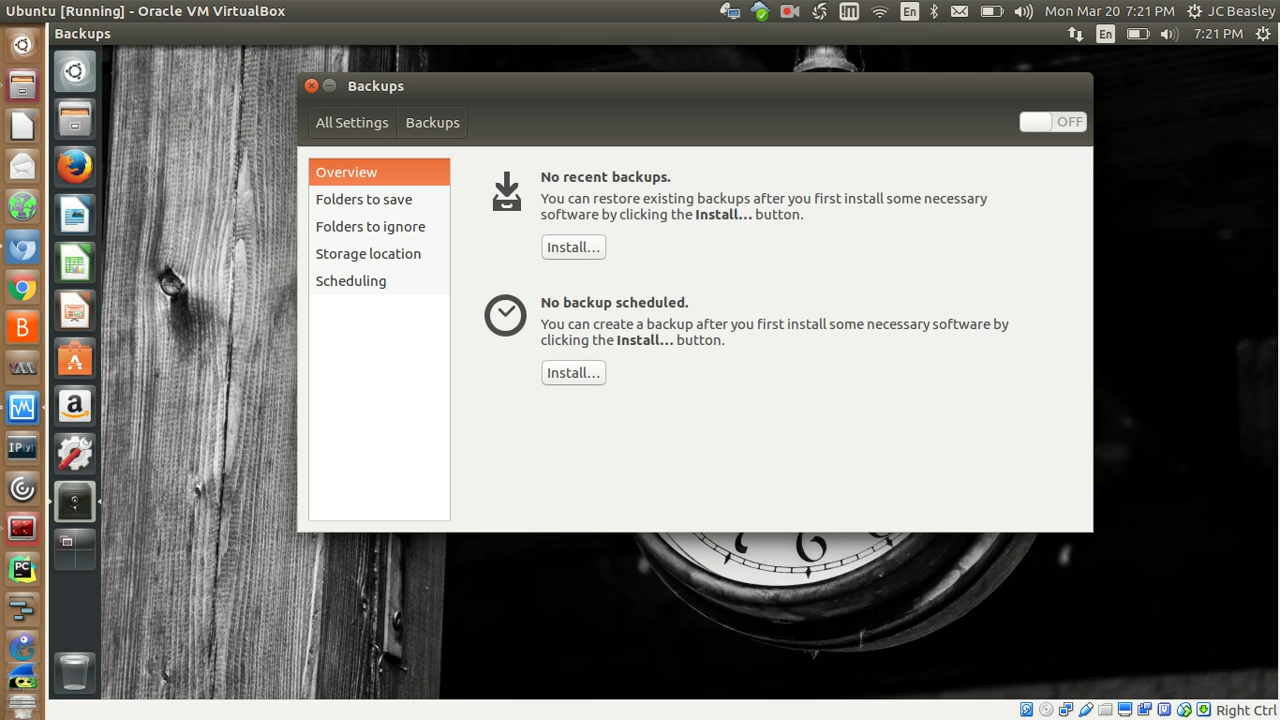 Ubuntu [Running] - Oracle VM VirtualBox
En
Mon Mar 20 7:21 PM
JC Beasley
Backups
En
7:21 PM
Backups
All Settings
Backups
OFF
Overview
Folders to save
Folders to ignore
Storage location
Scheduling
No recent backups.
You can restore existing backups after you first install some necessary
software by clicking the Install... button.
Install...
No backup scheduled.
You can create a backup after you first install some necessary software by
clicking the Install... button.
Install...
B
a
IP[y]
PC
6
Right Ctrl